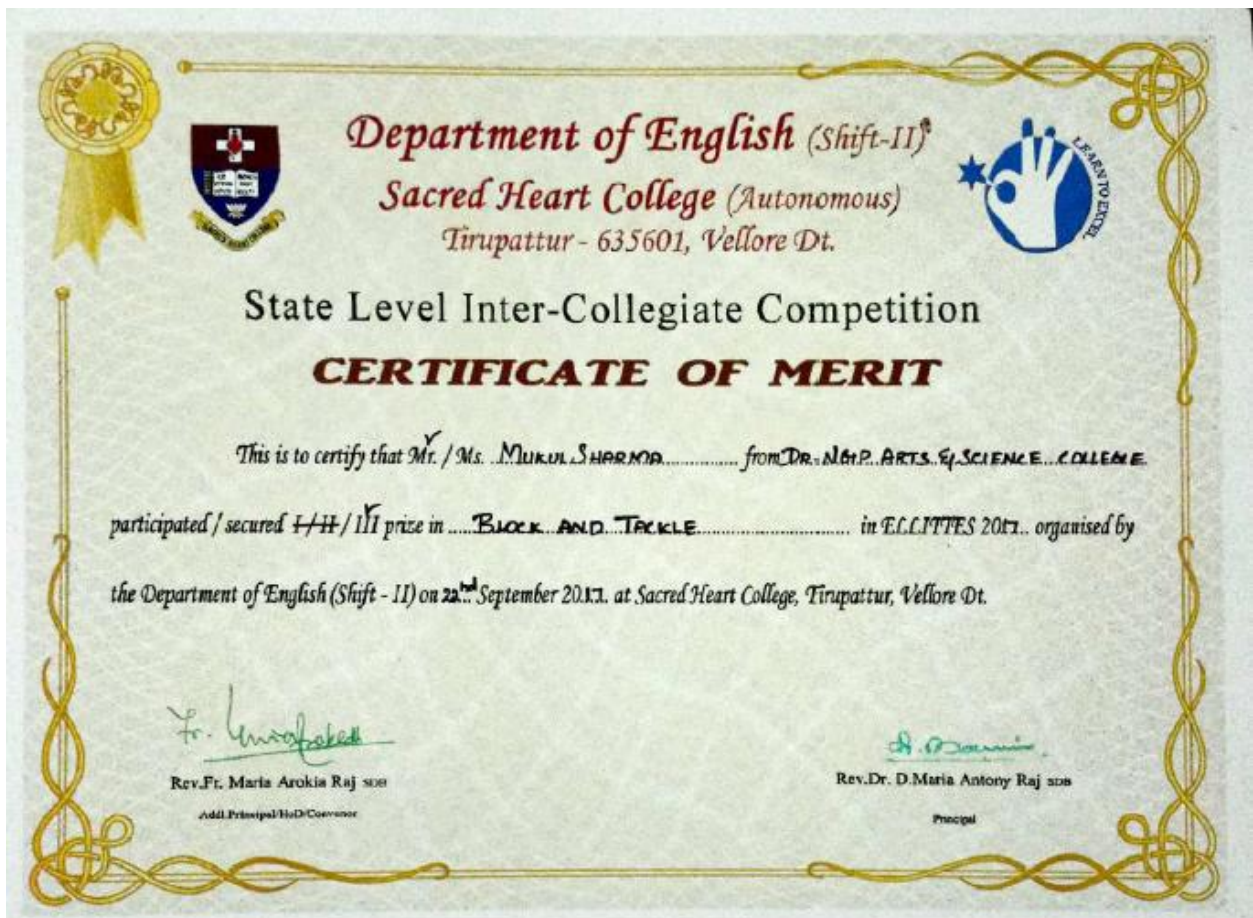 Department of English (Shift-II)
Sacred Heart College (Autonomous)
Tirupattur - 635601, Vellore Dt.
LEARN TO EXCEL
State Level Inter-Collegiate Competition
CERTIFICATE OF MERIT
This is to certify that Mr. / Ms. MUKUL SHARMA from DR. NGP. ARTS & SCIENCE COLLEGE
participated / secured I / II / III prize in BLOCK AND TACKLE in ELLITTES 2017 organised by
the Department of English (Shift - II) on 22nd September 2017 at Sacred Heart College, Tirupattur, Vellore Dt.
Fr.
Rev.Fr. Maria Arokia Raj SDB
Rev.Dr. D.Maria Antony Raj SDB
Addl.Principal/HoD/Convenor
Principal